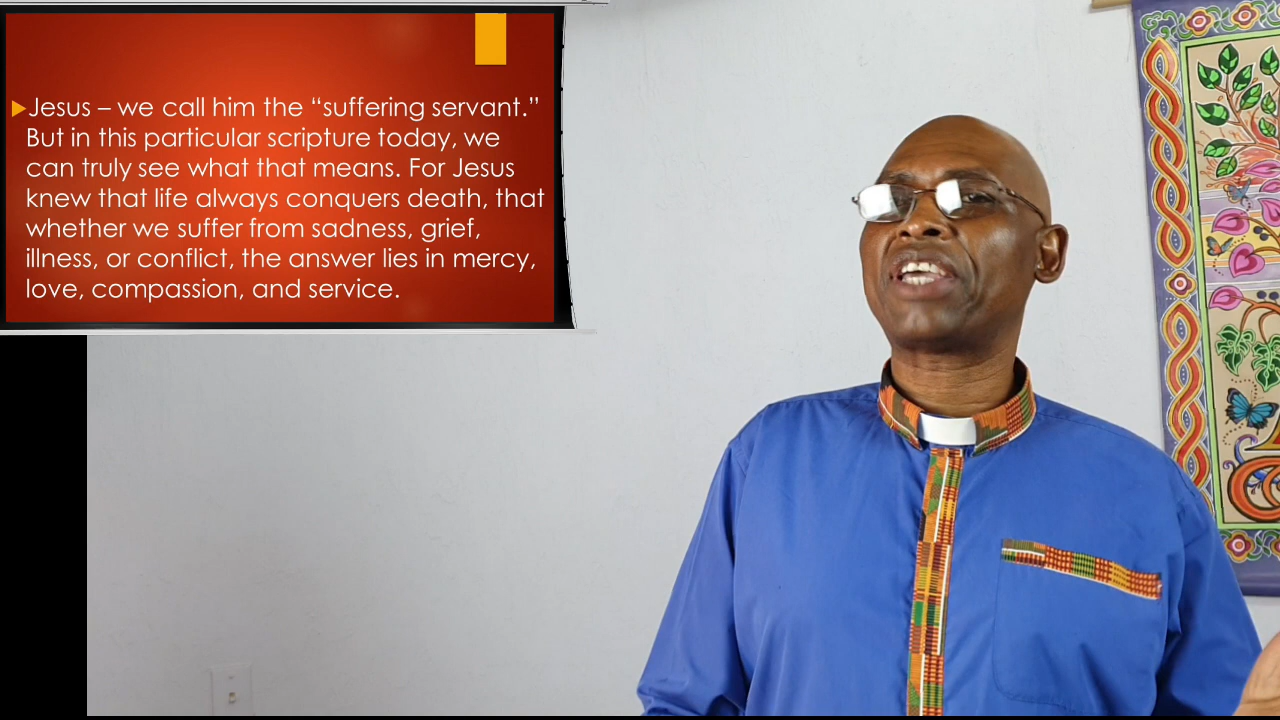 Jesus – we call him the “suffering servant.”
But in this particular scripture today, we
can truly see what that means. For Jesus
knew that life always conquers death, that
whether we suffer from sadness, grief,
illness, or conflict, the answer lies in mercy,
love, compassion, and service.